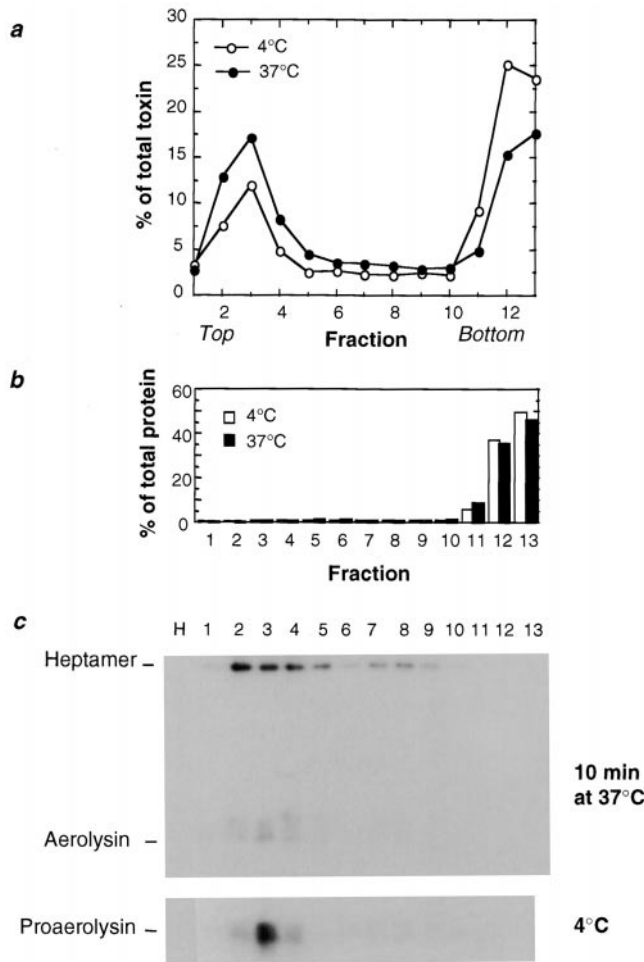 a
4°C
37°C
% of total toxin
30
25
20
15
10
5
0
2 4 6 8 10 12
Top Fraction Bottom
b
4°C
37°C
% of total protein
60
40
20
0
1 2 3 4 5 6 7 8 9 10 11 12 13
Fraction
c
H 1 2 3 4 5 6 7 8 9 10 11 12 13
Heptamer –
10 min
at 37°C
Aerolysin –
Proaerolysin –
4°C